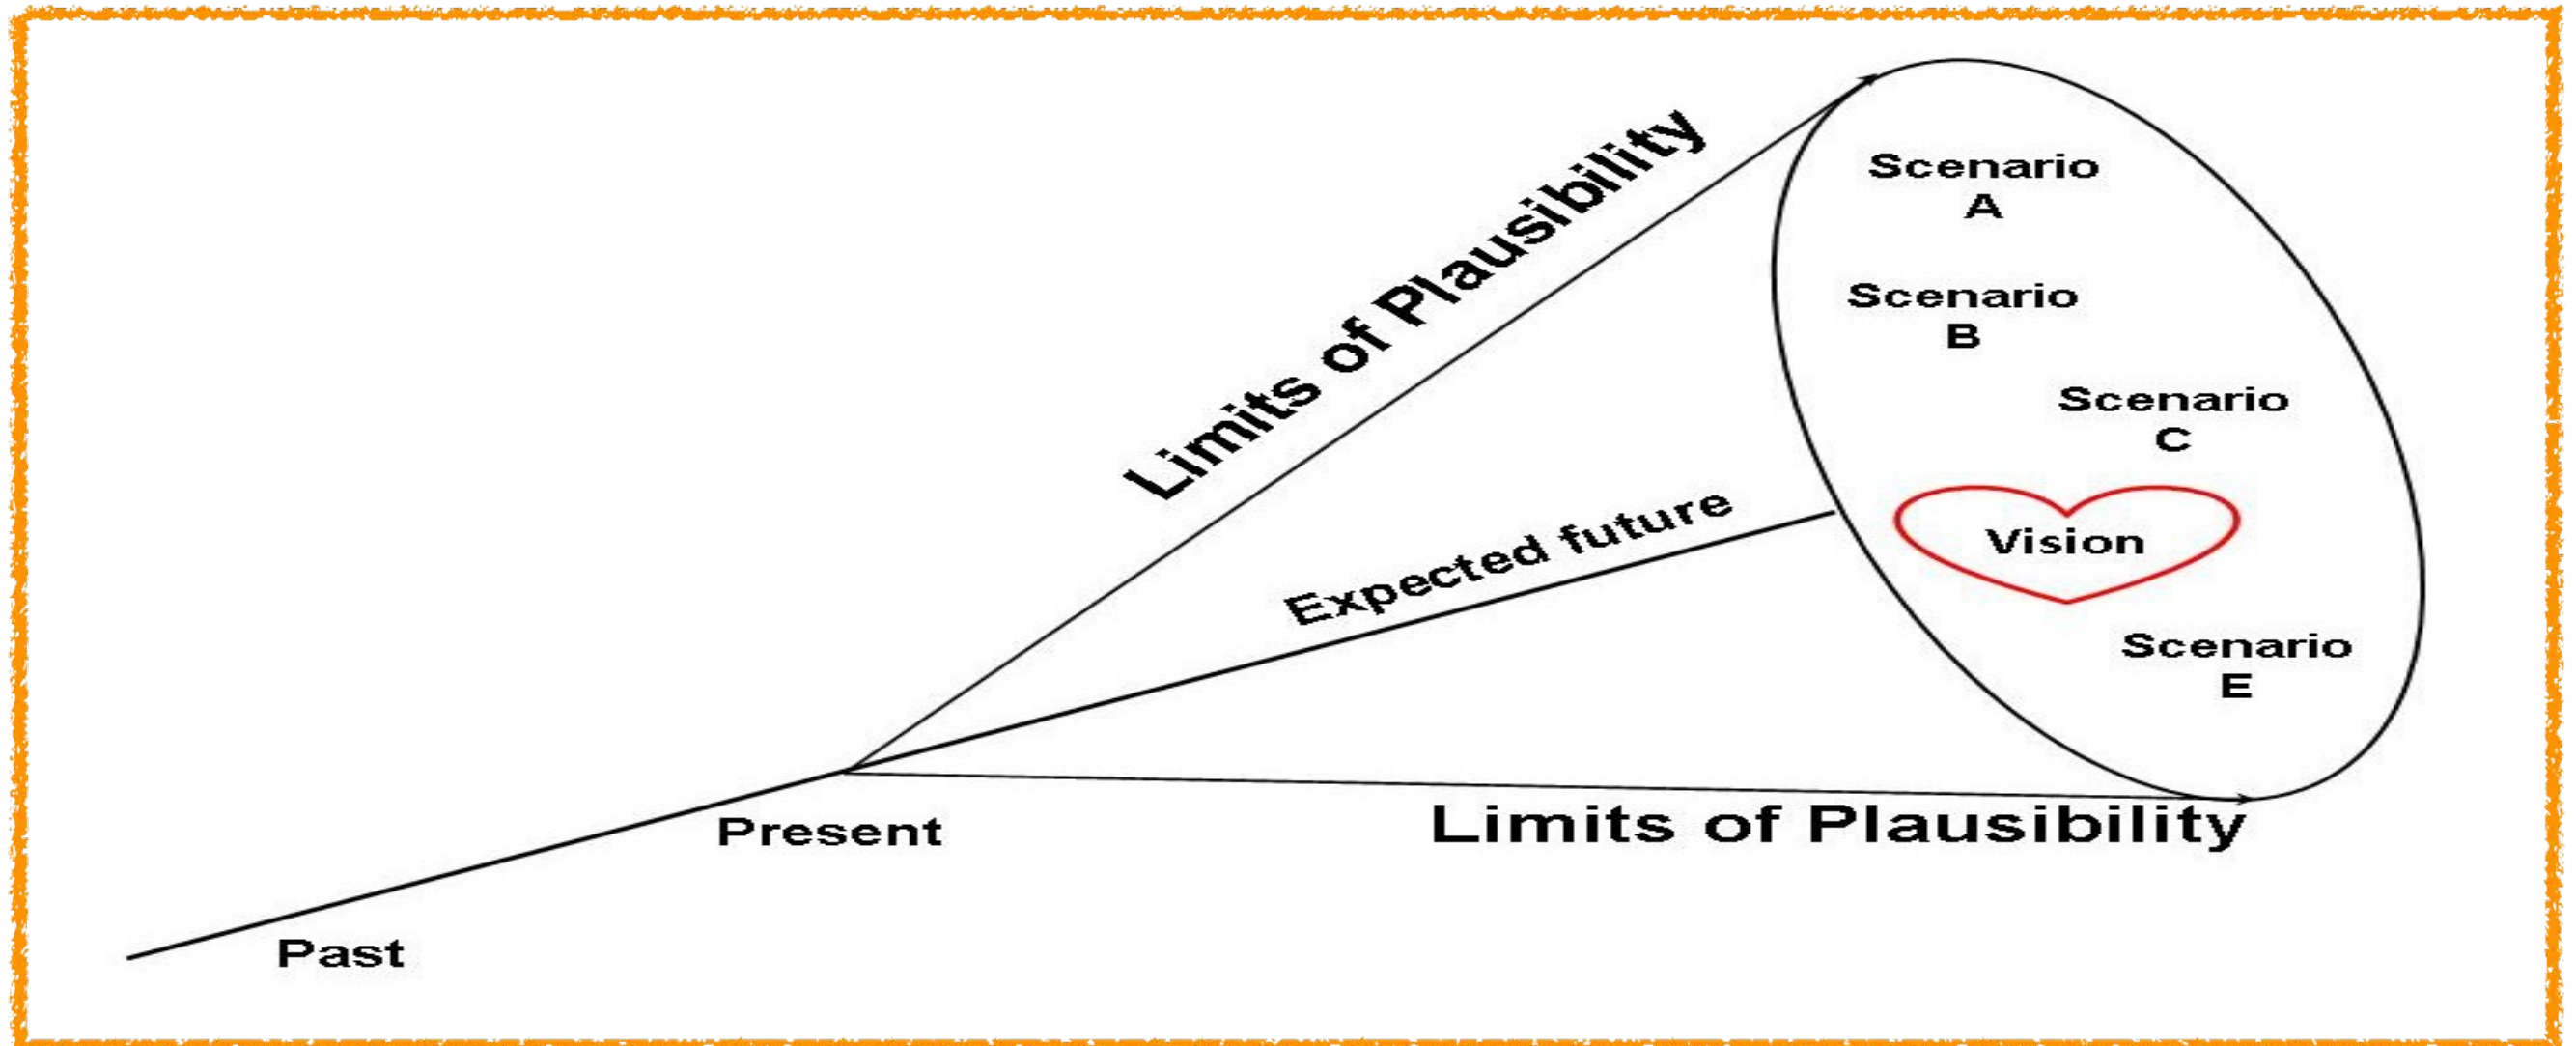 Limits of Plausibility
Scenario
A
Scenario
B
Scenario
C
Expected future
Vision
Scenario
E
Present
Limits of Plausibility
Past